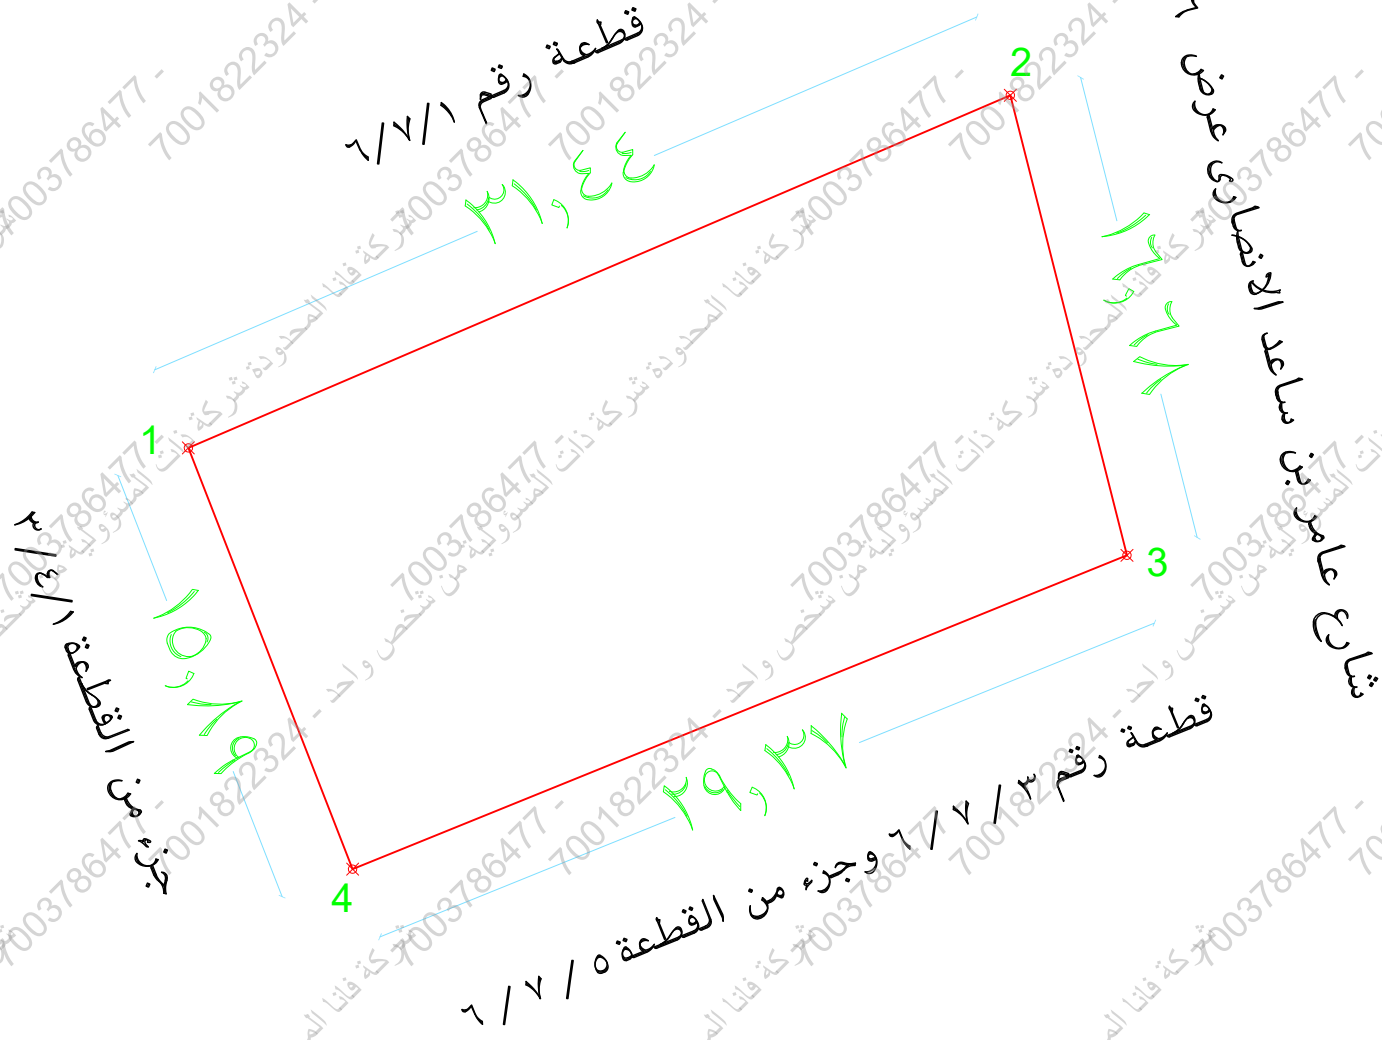 قطعة رقم ٦/٧/١
٣١,٤٤
1
2
3
4
١٦,٦٨
شارع عامر بن ساعد الانصارى عرض ٦
١٥,٨٩
جزء من القطعة ٣/٤/١
٢٩,٣٧
قطعة رقم ٦/٧/٣ وجزء من القطعة ٦/٧/٥
شركة فانا المحدودة شركة ذات المسؤولية من شخص واحد - 7001822324 - 7003786477 -